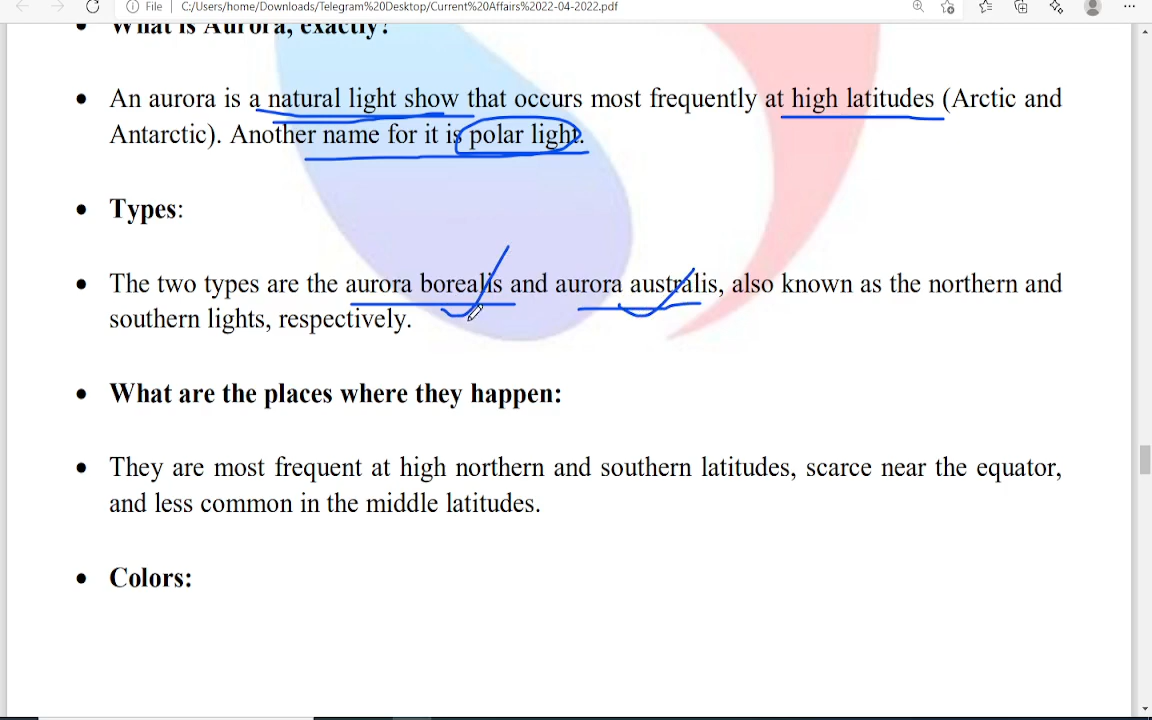 File | C:/Users/home/Downloads/Telegram%20Desktop/Current%20Affairs%2022-04-2022.pdf
What is Aurora, exactly?
An aurora is a natural light show that occurs most frequently at high latitudes (Arctic and
Antarctic). Another name for it is polar light.
Types:
The two types are the aurora borealis and aurora australis, also known as the northern and
southern lights, respectively.
What are the places where they happen:
They are most frequent at high northern and southern latitudes, scarce near the equator,
and less common in the middle latitudes.
Colors: